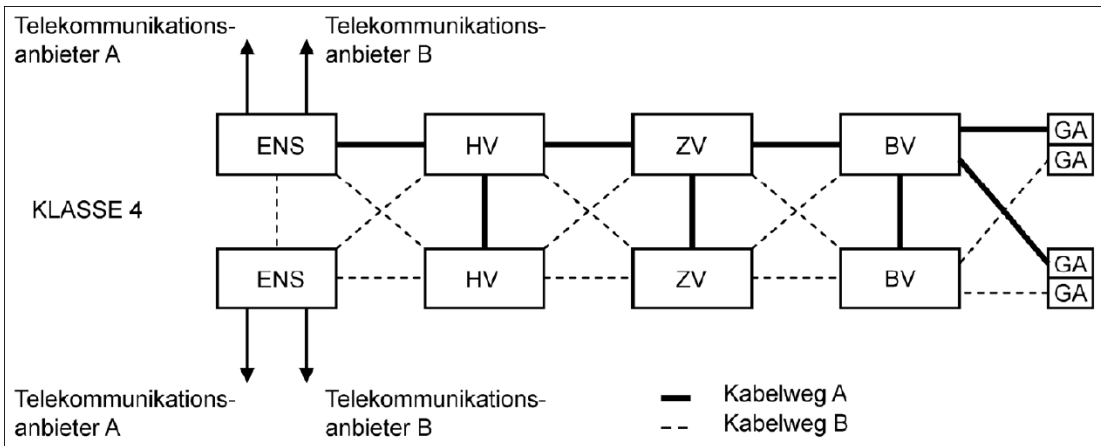 Telekommunikations-
anbieter A
Telekommunikations-
anbieter B
ENS
HV
ZV
BV
GA
GA
KLASSE 4
ENS
HV
ZV
BV
GA
GA
Telekommunikations-
anbieter A
Telekommunikations-
anbieter B
Kabelweg A
Kabelweg B